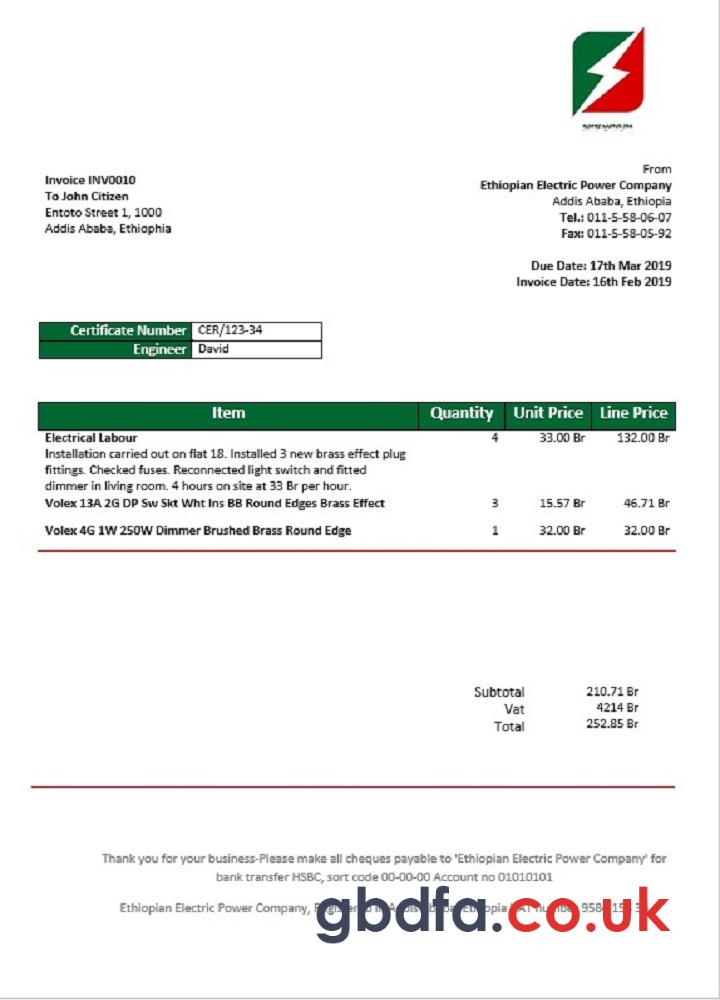 Invoice INV0010
To John Citizen
Entoto Street 1, 1000
Addis Ababa, Ethiophia
From
Ethiopian Electric Power Company
Addis Ababa, Ethiopia
Tel.: 011-5-58-06-07
Fax: 011-5-58-05-92
Due Date: 17th Mar 2019
Invoice Date: 16th Feb 2019
Certificate Number CER/123-34
Engineer David
Item Quantity Unit Price Line Price
Electrical Labour 4 33.00 Br 132.00 Br
Installation carried out on flat 18. Installed 3 new brass effect plug
fittings. Checked fuses. Reconnected light switch and fitted
dimmer in living room. 4 hours on site at 33 Br per hour.
Volex 13A 2G DP Sw Skt Wht Ins BB Round Edges Brass Effect 3 15.57 Br 46.71 Br
Volex 4G 1W 250W Dimmer Brushed Brass Round Edge 1 32.00 Br 32.00 Br
Subtotal 210.71 Br
Vat 4214 Br
Total 252.85 Br
Thank you for your business-Please make all cheques payable to 'Ethiopian Electric Power Company' for
bank transfer HSBC, sort code 00-00-00 Account no 01010101
Ethiopian Electric Power Company,
gbdfa.co.uk